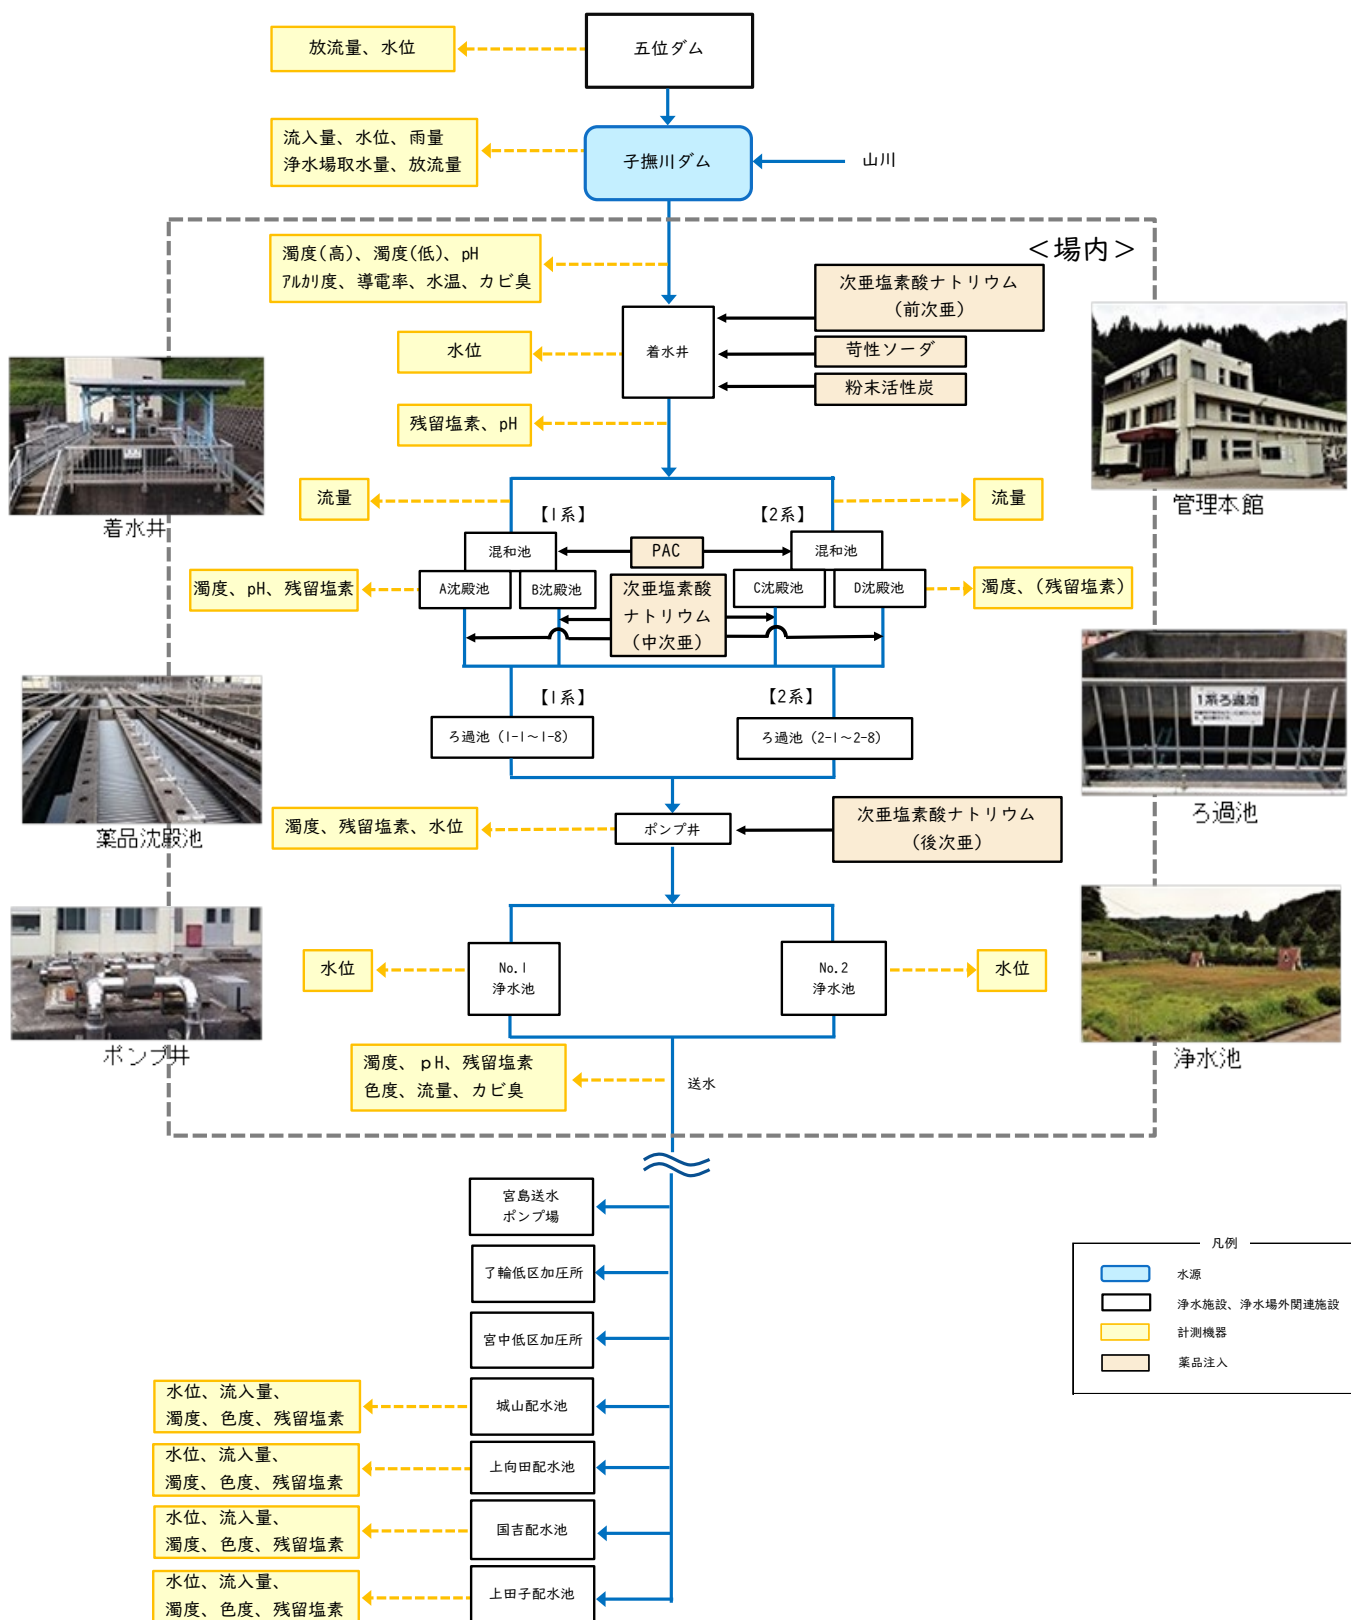 放流量、水位
五位ダム
流入量、水位、雨量
浄水場取水量、放流量
子撫川ダム
山川
＜場内＞
濁度(高)、濁度(低)、pH
ｱﾙｶﾘ度、導電率、水温、カビ臭
次亜塩素酸ナトリウム
（前次亜）
水位
着水井
苛性ソーダ
粉末活性炭
残留塩素、pH
着水井
管理本館
流量
流量
【1系】
【2系】
混和池
PAC
混和池
濁度、pH、残留塩素
A沈殿池
B沈殿池
次亜塩素酸
ナトリウム
（中次亜）
C沈殿池
D沈殿池
濁度、(残留塩素)
【1系】
【2系】
ろ過池（1-1～1-8）
ろ過池（2-1～2-8）
1系ろ過池
薬品沈殿池
ろ過池
濁度、残留塩素、水位
ポンプ井
次亜塩素酸ナトリウム
（後次亜）
水位
No.1
浄水池
No.2
浄水池
水位
ポンプ井
浄水池
濁度、pH、残留塩素
色度、流量、カビ臭
送水
宮島送水
ポンプ場
了輪低区加圧所
宮中低区加圧所
水位、流入量、
濁度、色度、残留塩素
城山配水池
水位、流入量、
濁度、色度、残留塩素
上向田配水池
水位、流入量、
濁度、色度、残留塩素
国吉配水池
水位、流入量、
濁度、色度、残留塩素
上田子配水池
凡例
水源
浄水施設、浄水場外関連施設
計測機器
薬品注入